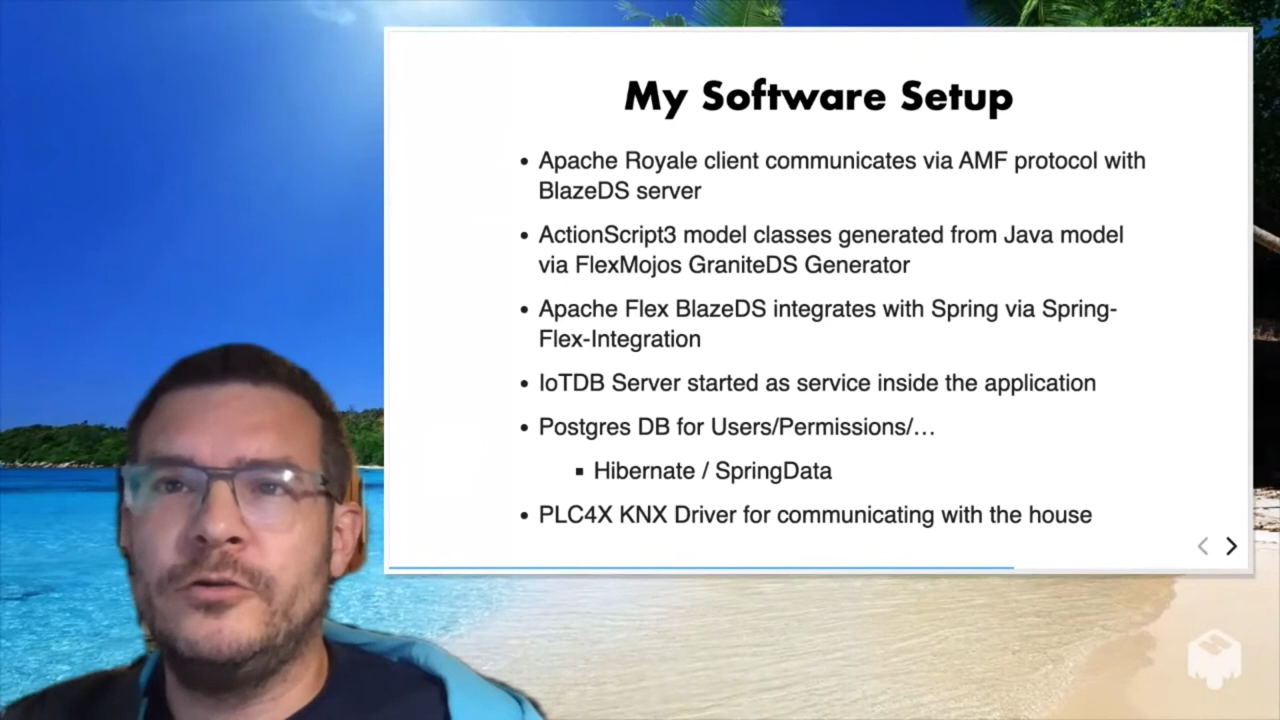 My Software Setup
• Apache Royale client communicates via AMF protocol with
BlazeDS server
• ActionScript3 model classes generated from Java model
via FlexMojos GraniteDS Generator
• Apache Flex BlazeDS integrates with Spring via Spring-
Flex-Integration
• IoTDB Server started as service inside the application
• Postgres DB for Users/Permissions/…
▪ Hibernate / SpringData
• PLC4X KNX Driver for communicating with the house